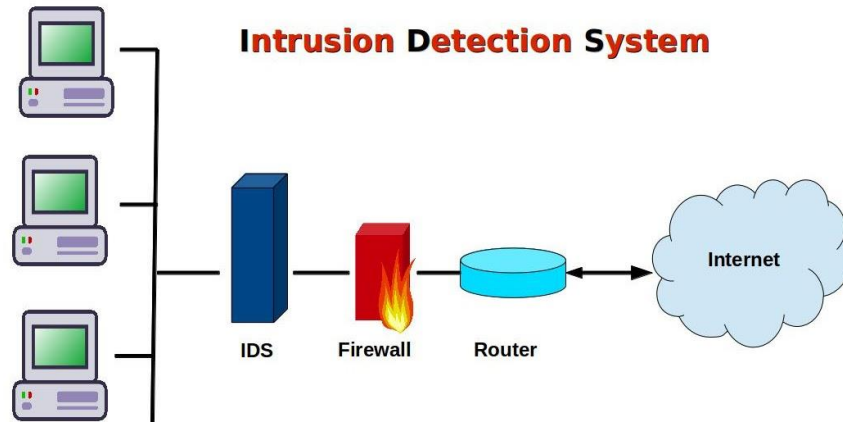 Intrusion Detection System
Internet
IDS
Firewall
Router